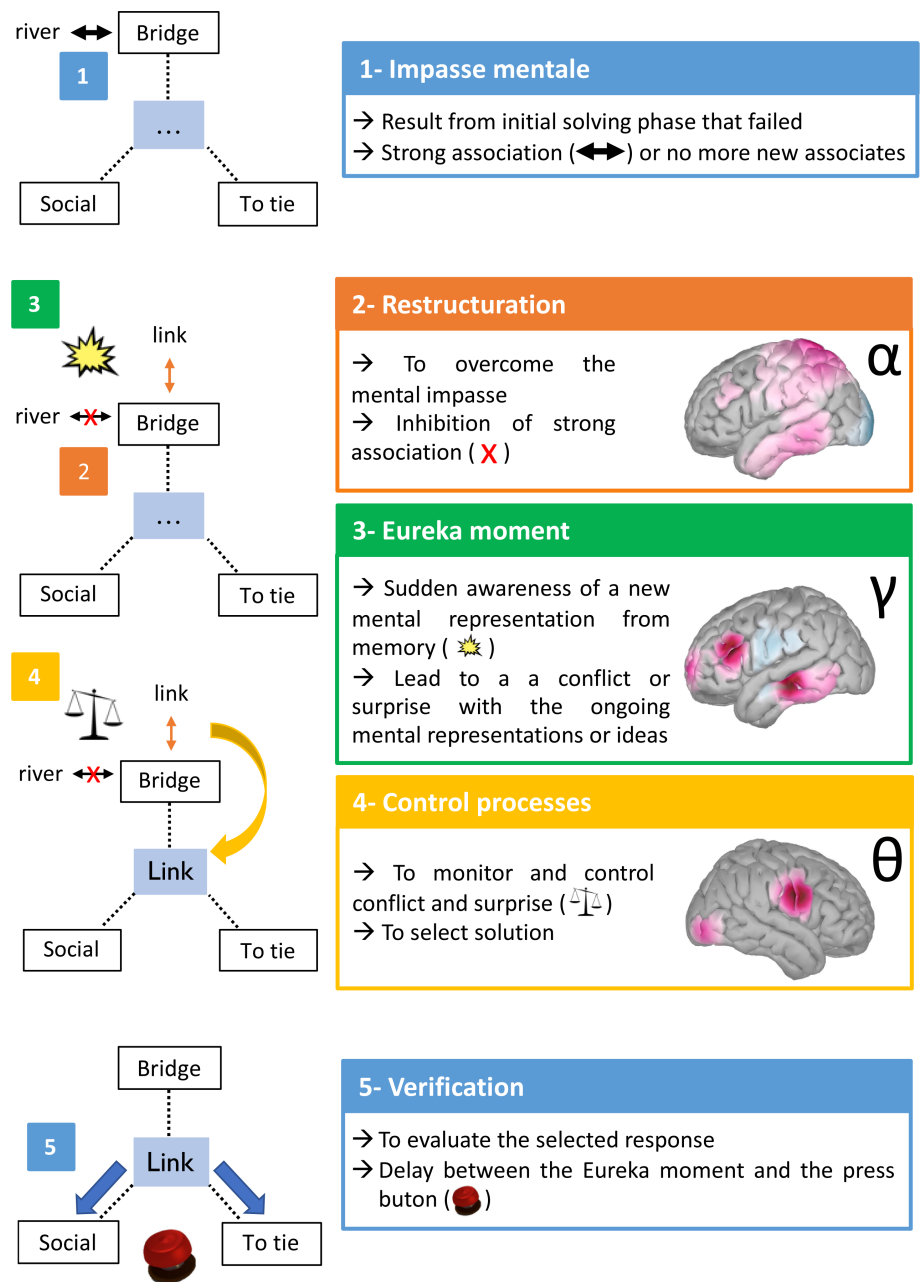 river
Bridge
1
...
Social
To tie
1- Impasse mentale
→ Result from initial solving phase that failed
→ Strong association (↔) or no more new associates
3
link
river
X
Bridge
2
...
Social
To tie
2- Restructuration
→ To overcome the
mental impasse
→ Inhibition of strong
association ( X )
α
3- Eureka moment
→ Sudden awareness of a new
mental representation from
memory ( )
→ Lead to a a conflict or
surprise with the ongoing
mental representations or ideas
γ
4
link
river
X
Bridge
Link
Social
To tie
4- Control processes
→ To monitor and control
conflict and surprise ( )
→ To select solution
θ
Bridge
5
Link
Social
To tie
5- Verification
→ To evaluate the selected response
→ Delay between the Eureka moment and the press
buton ( )